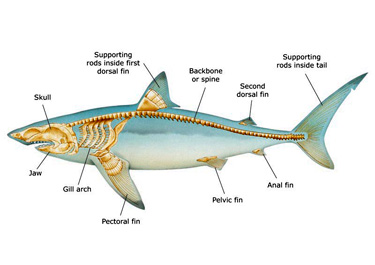 Supporting
rods inside first
dorsal fin
Supporting
rods inside tail
Backbone
or spine
Second
dorsal fin
Skull
Jaw
Gill arch
Pectoral fin
Pelvic fin
Anal fin